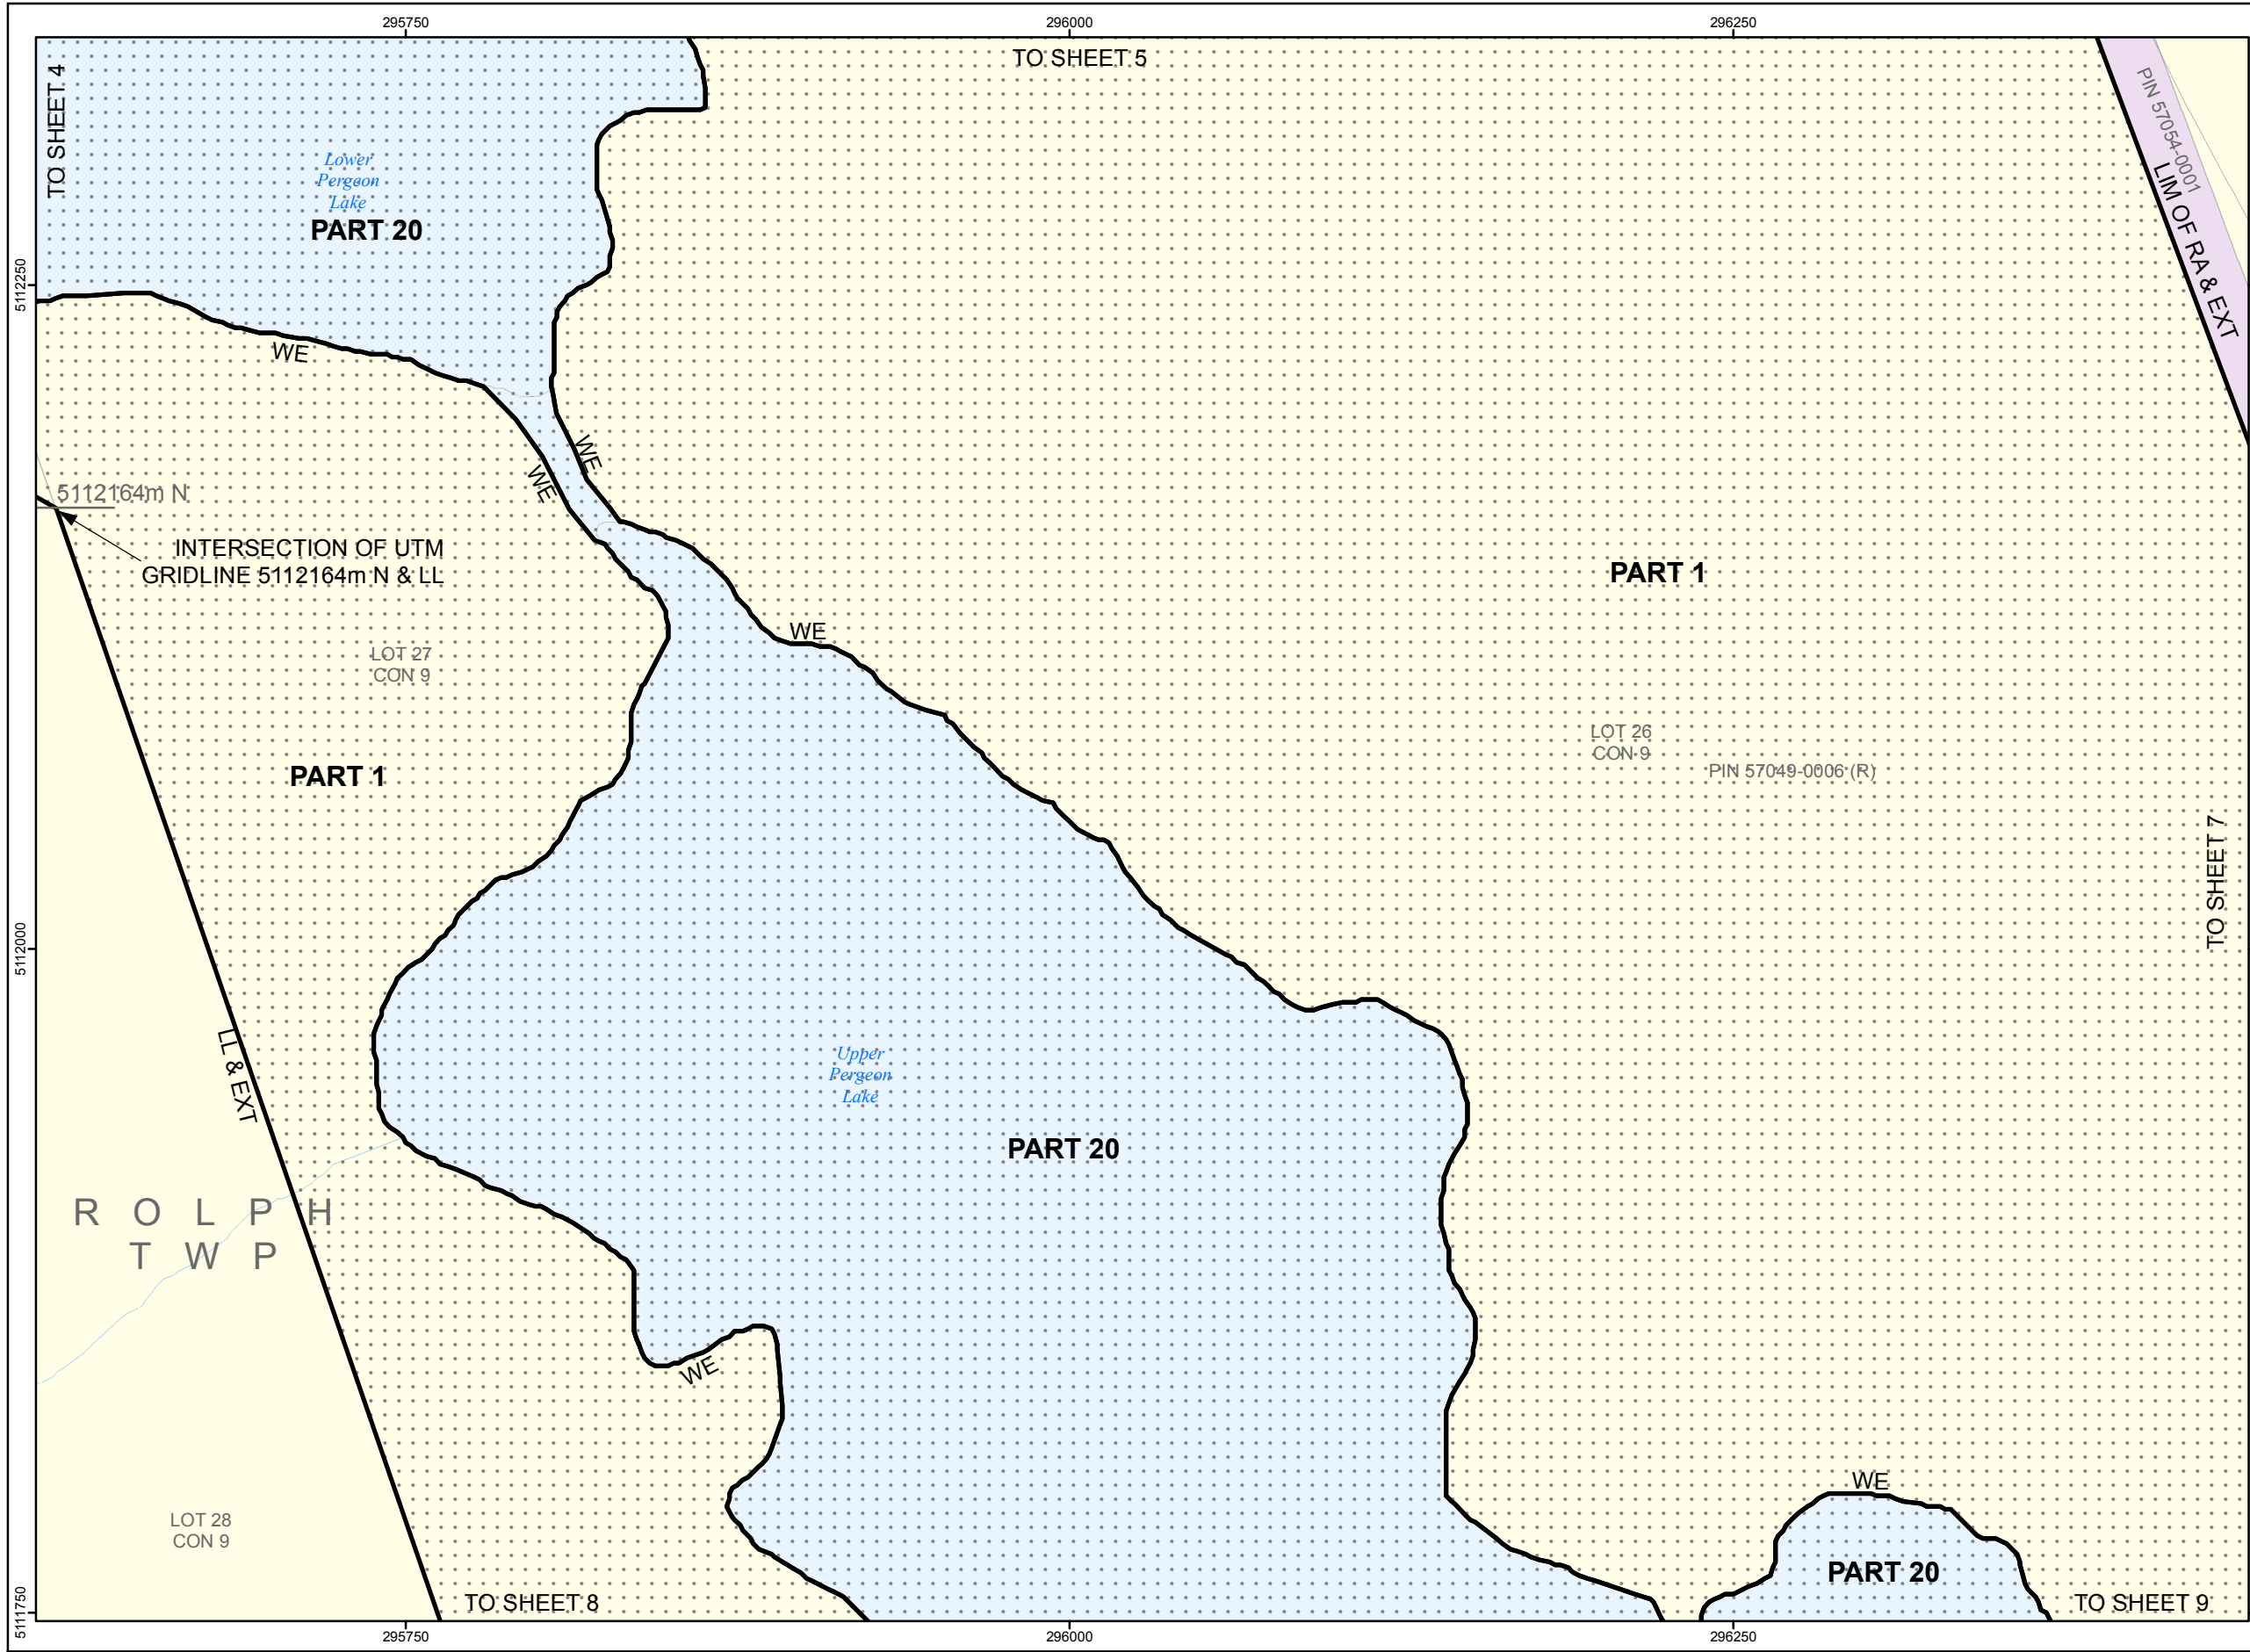 295750
296000
296250
TO SHEET 5
TO SHEET 4
PIN 57054-0001
LIM OF RA & EXT
Lower
Pergeon
Lake
PART 20
5112250
WE
WE
WE
5112164m N
INTERSECTION OF UTM
GRIDLINE 5112164m N & LL
PART 1
WE
LOT 27
CON 9
LOT 26
CON 9
PIN 57049-0006 (R)
PART 1
TO SHEET 7
5112000
LL & EXT
Upper
Pergeon
Lake
PART 20
ROLPH
TWP
WE
WE
LOT 28
CON 9
PART 20
TO SHEET 8
TO SHEET 9
5111750
295750
296000
296250